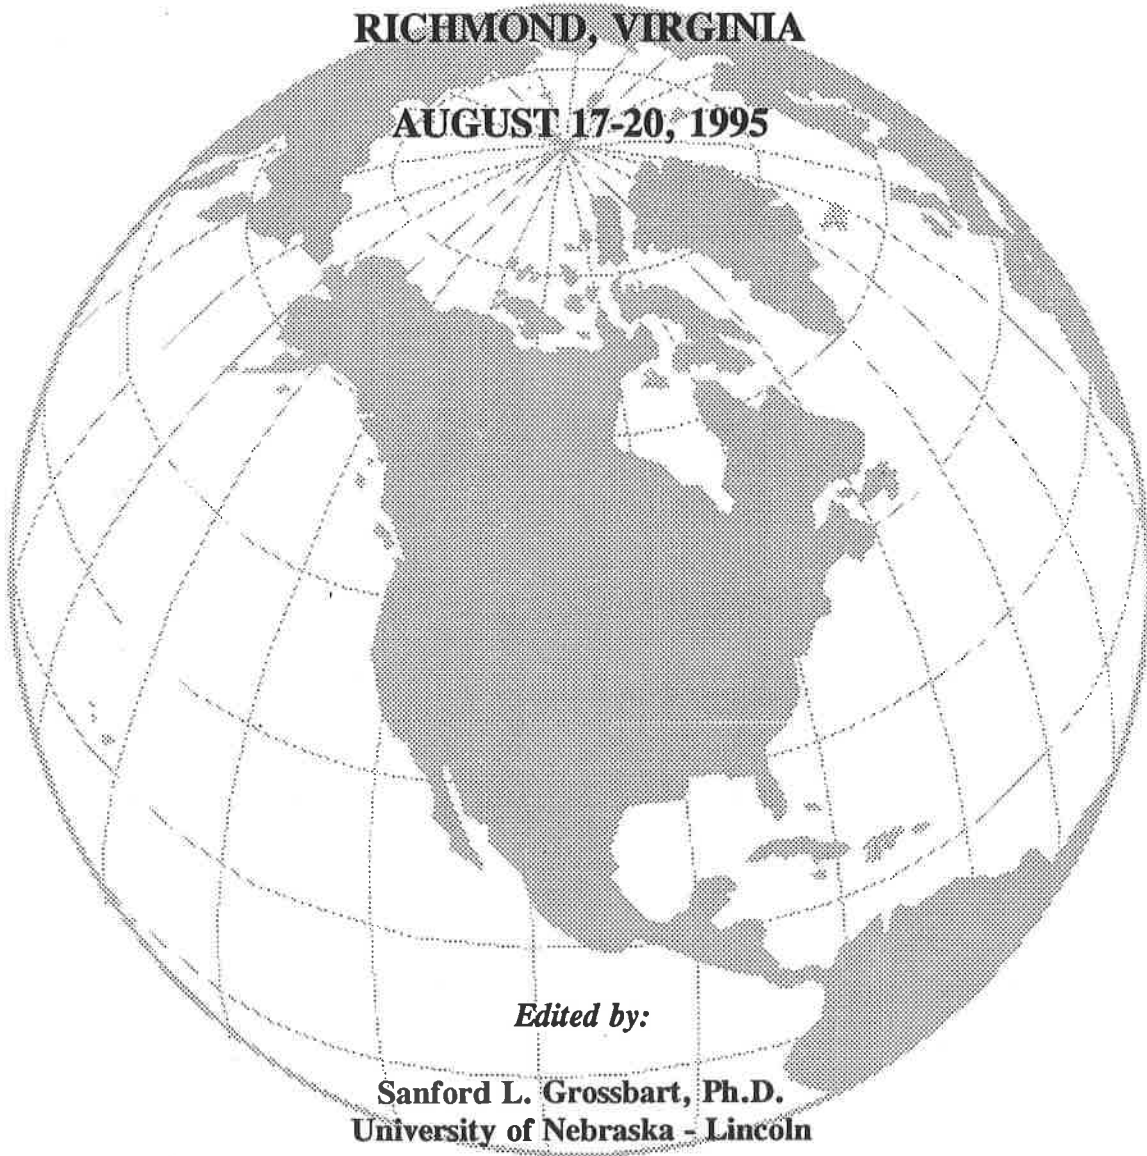 RICHMOND, VIRGINIA
AUGUST 17-20, 1995
Edited by:
Sanford L. Grossbart, Ph.D.
University of Nebraska - Lincoln